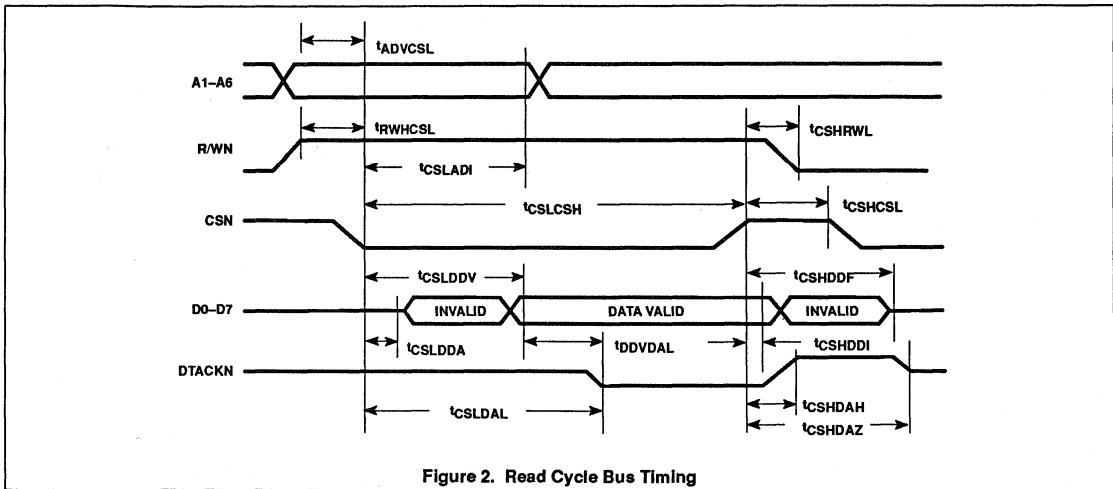 tADVCSL
A1–A6
tRWHCSL
tCSHRWL
R/WN
tCSLADI
tCSLCSH
tCSHCSL
CSN
tCSLDDV
tCSHDDF
D0–D7
INVALID
DATA VALID
INVALID
tCSLDDA
tDDVDAL
tCSHDDI
DTACKN
tCSLDAL
tCSHDAH
tCSHDAZ
Figure 2. Read Cycle Bus Timing